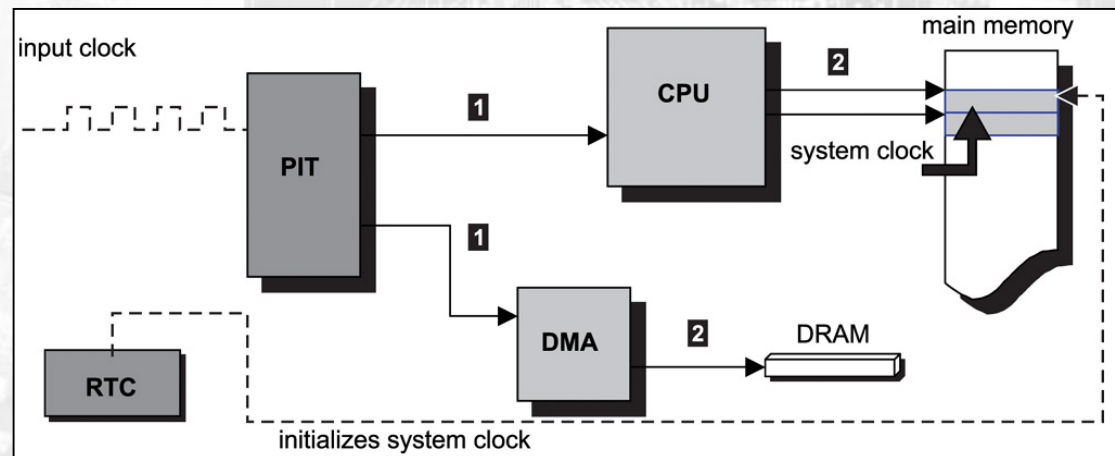 input clock
main memory
CPU
2
1
PIT
system clock
1
DMA
2
DRAM
RTC
initializes system clock